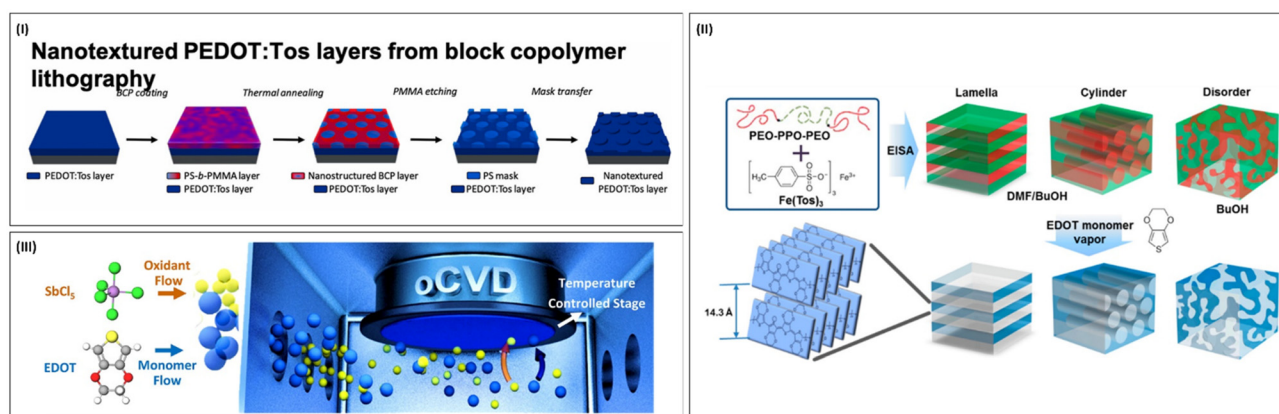 (I)
Nanotextured PEDOT:Tos layers from block copolymer
lithography
BCP coating
Thermal annealing
PMMA etching
Mask transfer
PEDOT:Tos layer
PS-b-PMMA layer
PEDOT:Tos layer
Nanostructured BCP layer
PEDOT:Tos layer
PS mask
PEDOT:Tos layer
Nanotextured
PEDOT:Tos layer
(II)
PEO-PPO-PEO
+
H₃C
O
S
O
O⁻
3
Fe³⁺
Fe(Tos)₃
EISA
Lamella
Cylinder
Disorder
DMF/BuOH
BuOH
EDOT monomer
vapor
O
O
S
14.3 Å
(III)
SbCl₅
Oxidant
Flow
EDOT
Monomer
Flow
oCVD
Temperature
Controlled Stage